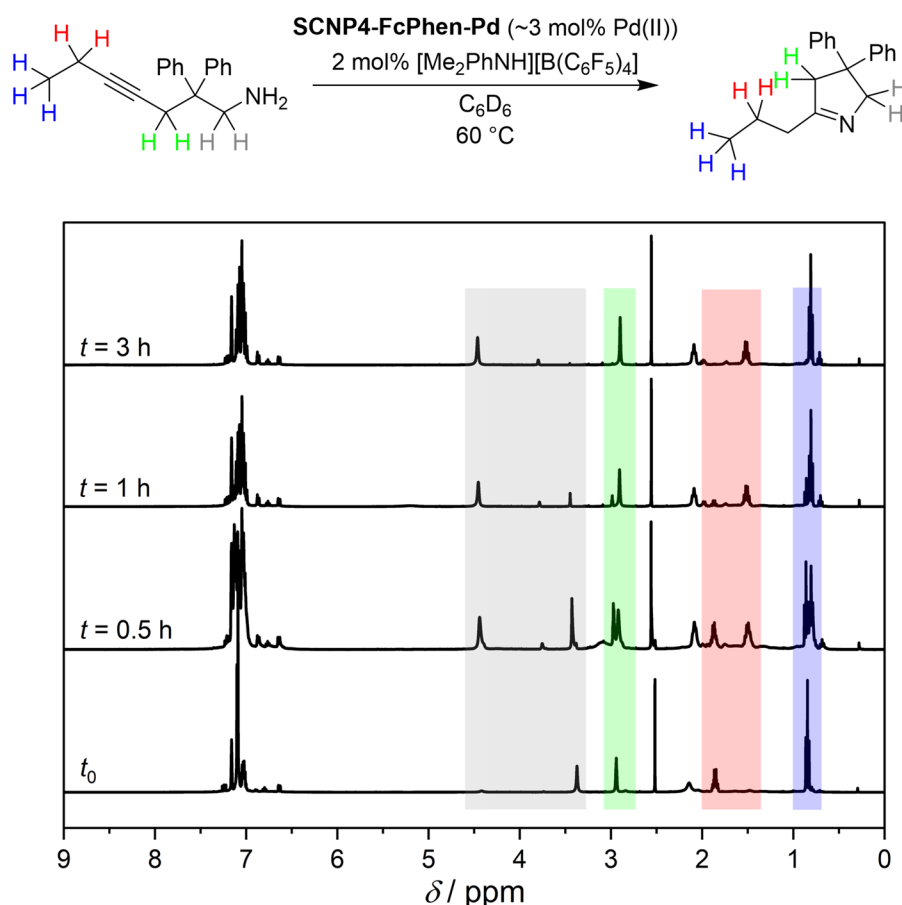 SCNP4-FcPhen-Pd (~3 mol% Pd(II))
2 mol% [Me₂PhNH][B(C₆F₅)₄]
C₆D₆
60 °C
H H
H
H
H
Ph Ph
NH₂
H H H H
Ph
Ph
H
H
H H
H
H
N
H
H
H
t = 3 h
t = 1 h
t = 0.5 h
t₀
9 8 7 6 5 4 3 2 1 0
δ / ppm